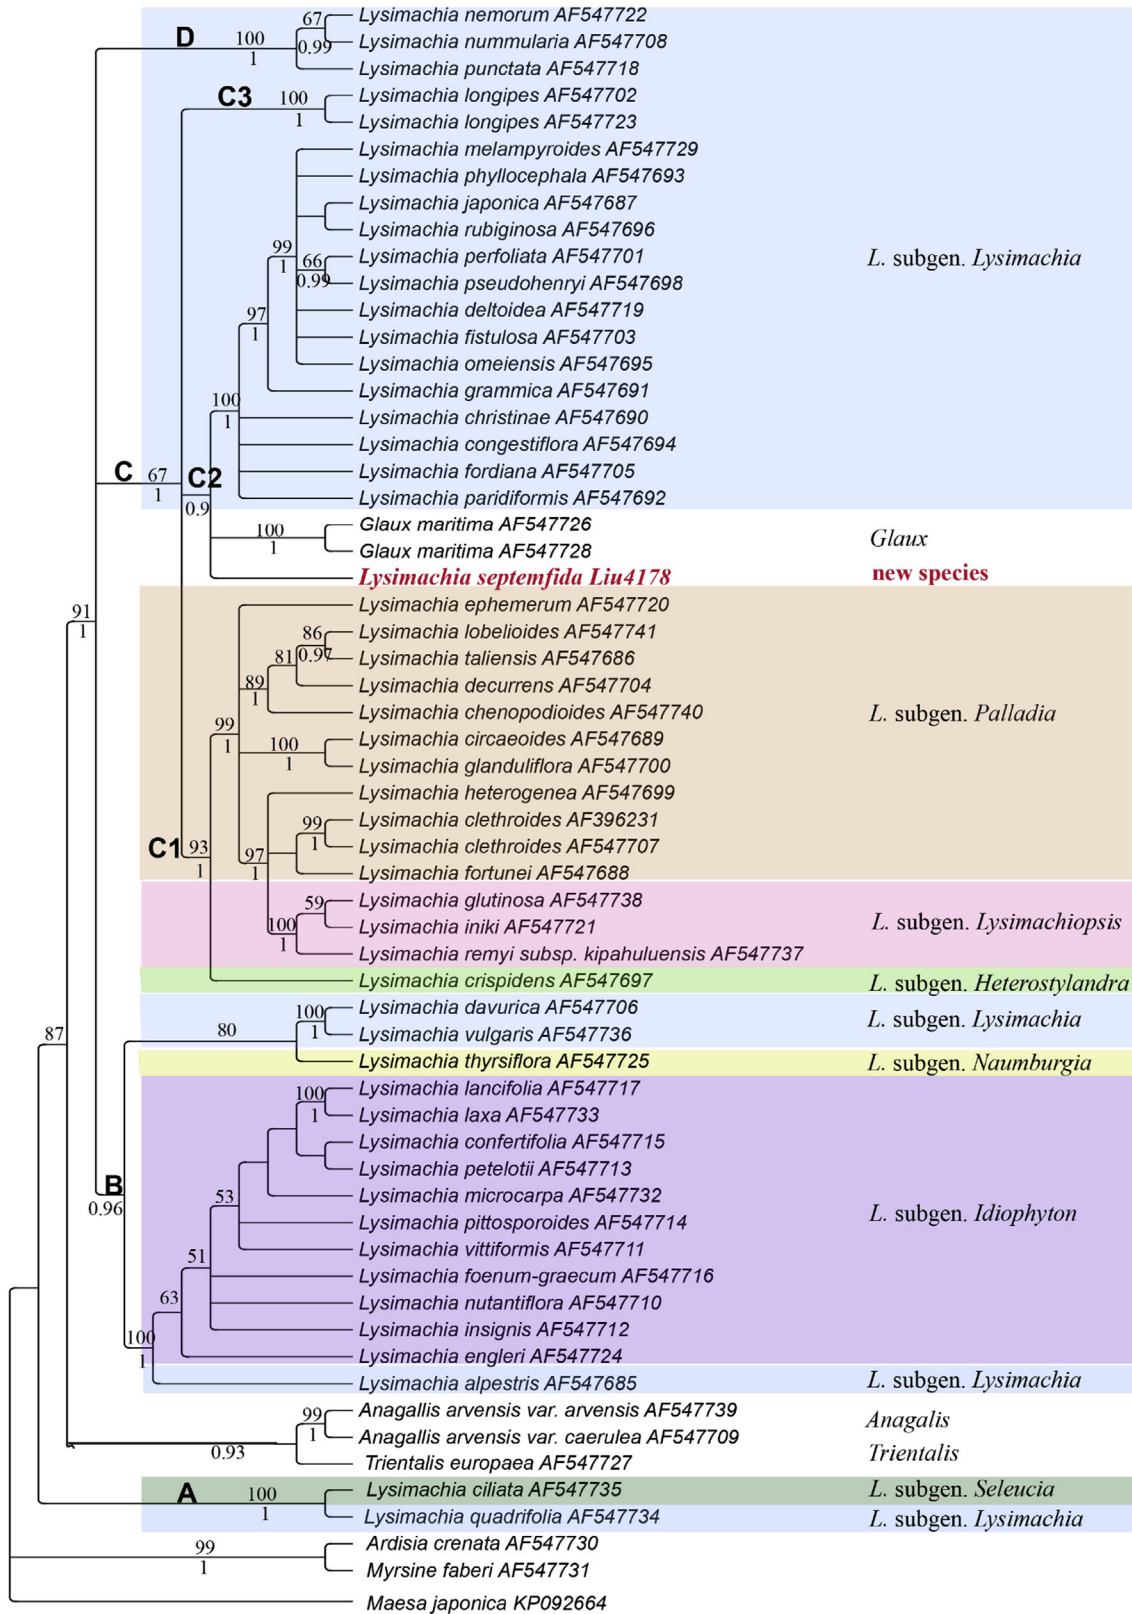 Lysimachia nemorum AF547722
67
D
100
Lysimachia nummularia AF547708
1
0.99
Lysimachia punctata AF547718
C3
100
Lysimachia longipes AF547702
1
Lysimachia longipes AF547723
Lysimachia melampyroides AF547729
Lysimachia phyllocephala AF547693
Lysimachia japonica AF547687
Lysimachia rubiginosa AF547696
99
1
Lysimachia perfoliata AF547701
L. subgen. Lysimachia
66
0.99
Lysimachia pseudohenryi AF547698
Lysimachia deltoidea AF547719
97
1
Lysimachia fistulosa AF547703
Lysimachia omeiensis AF547695
Lysimachia grammica AF547691
100
1
Lysimachia christinae AF547690
Lysimachia congestiflora AF547694
C
67
1
C2
0.9
Lysimachia fordiana AF547705
Lysimachia paridiformis AF547692
Glaux maritima AF547726
100
1
Glaux
Glaux maritima AF547728
Lysimachia septemfida Liu4178
new species
Lysimachia ephemerum AF547720
91
1
86
0.97
Lysimachia lobelioides AF547741
81
Lysimachia taliensis AF547686
89
1
Lysimachia decurrens AF547704
Lysimachia chenopodioides AF547740
L. subgen. Palladia
99
1
Lysimachia circaeoides AF547689
100
1
Lysimachia glanduliflora AF547700
Lysimachia heterogenea AF547699
Lysimachia clethroides AF396231
99
1
C1
93
1
Lysimachia clethroides AF547707
97
1
Lysimachia fortunei AF547688
Lysimachia glutinosa AF547738
59
100
1
Lysimachia iniki AF547721
L. subgen. Lysimachiopsis
Lysimachia remyi subsp. kipahuluensis AF547737
Lysimachia crispidens AF547697
L. subgen. Heterostylandra
Lysimachia davurica AF547706
100
1
L. subgen. Lysimachia
87
80
Lysimachia vulgaris AF547736
Lysimachia thyrsiflora AF547725
L. subgen. Naumburgia
Lysimachia lancifolia AF547717
100
1
Lysimachia laxa AF547733
Lysimachia confertifolia AF547715
Lysimachia petelotii AF547713
B
0.96
53
Lysimachia microcarpa AF547732
L. subgen. Idiophyton
Lysimachia pittosporoides AF547714
Lysimachia vittiformis AF547711
51
Lysimachia foenum-graecum AF547716
63
Lysimachia nutantiflora AF547710
Lysimachia insignis AF547712
100
1
Lysimachia engleri AF547724
Lysimachia alpestris AF547685
L. subgen. Lysimachia
Anagallis arvensis var. arvensis AF547739
Anagalis
99
1
Anagallis arvensis var. caerulea AF547709
0.93
Trientalis
Trientalis europaea AF547727
A
100
1
Lysimachia ciliata AF547735
L. subgen. Seleucia
Lysimachia quadrifolia AF547734
L. subgen. Lysimachia
Ardisia crenata AF547730
99
1
Myrsine faberi AF547731
Maesa japonica KP092664